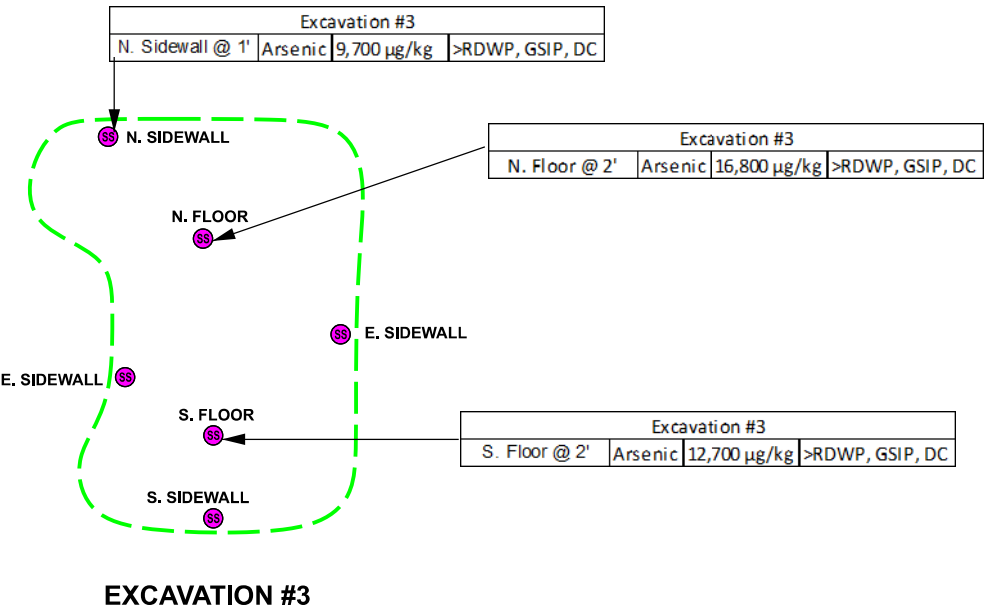 Excavation #3
N. Sidewall @ 1' Arsenic 9,700 µg/kg >RDWP, GSIP, DC
SS N. SIDEWALL
Excavation #3
N. Floor @ 2' Arsenic 16,800 µg/kg >RDWP, GSIP, DC
N. FLOOR
SS
SS E. SIDEWALL
E. SIDEWALL SS
S. FLOOR
SS
Excavation #3
S. Floor @ 2' Arsenic 12,700 µg/kg >RDWP, GSIP, DC
S. SIDEWALL
SS
EXCAVATION #3